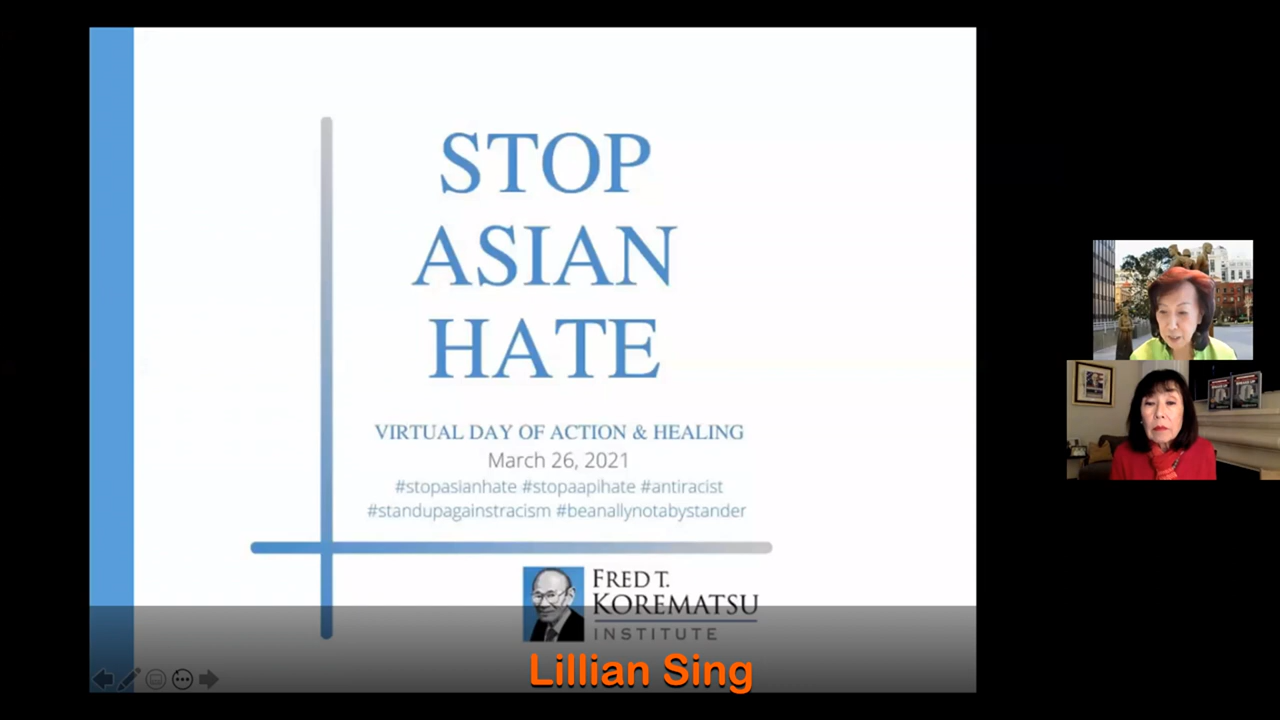 STOP
ASIAN
HATE
VIRTUAL DAY OF ACTION & HEALING
March 26, 2021
#stopasianhate #stopaapihate #antiracist
#standupagainstracism #beanallynotabystander
FRED T.
KOREMATSU
INSTITUTE
Lillian Sing